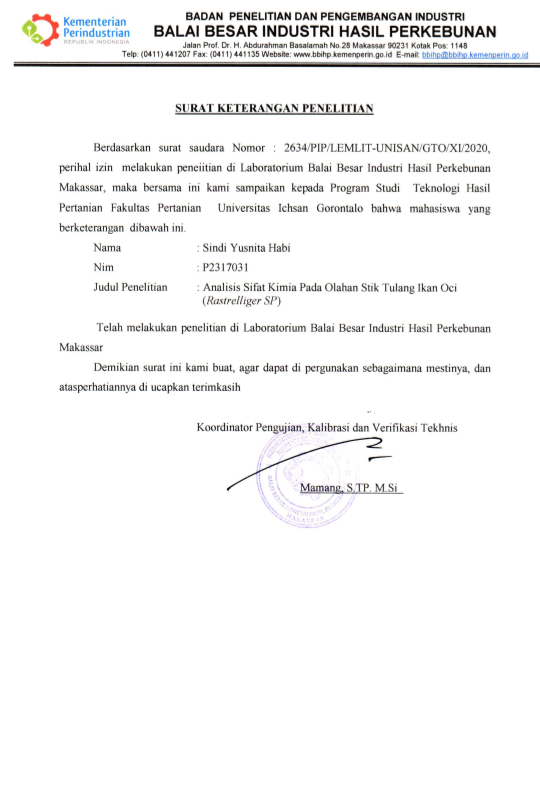 Kementerian
Perindustrian
REPUBLIK INDONESIA
BADAN PENELITIAN DAN PENGEMBANGAN INDUSTRI
BALAI BESAR INDUSTRI HASIL PERKEBUNAN
Jalan Prof. Dr. H. Abdurahman Basalamah No.28 Makassar 90231 Kotak Pos: 1148
Telp: (0411) 441207 Fax: (0411) 441135 Website: www.bbihp.kemenperin.go.id E-mail: bbihp@bbihp.kemenperin.go.id
SURAT KETERANGAN PENELITIAN
Berdasarkan surat saudara Nomor : 2634/PIP/LEMLIT-UNISAN/GTO/XI/2020,
perihal izin melakukan peneiitian di Laboratorium Balai Besar Industri Hasil Perkebunan
Makassar, maka bersama ini kami sampaikan kepada Program Studi Teknologi Hasil
Pertanian Fakultas Pertanian Universitas Ichsan Gorontalo bahwa mahasiswa yang
berketerangan dibawah ini.
Nama : Sindi Yusnita Habi
Nim : P2317031
Judul Penelitian : Analisis Sifat Kimia Pada Olahan Stik Tulang Ikan Oci
(Rastrelliger SP)
Telah melakukan penelitian di Laboratorium Balai Besar Industri Hasil Perkebunan
Makassar
Demikian surat ini kami buat, agar dapat di pergunakan sebagaimana mestinya, dan
atasperhatiannya di ucapkan terimkasih
Koordinator Pengujian, Kalibrasi dan Verifikasi Tekhnis
Mamang, S.TP. M.Si
MAKASSAR